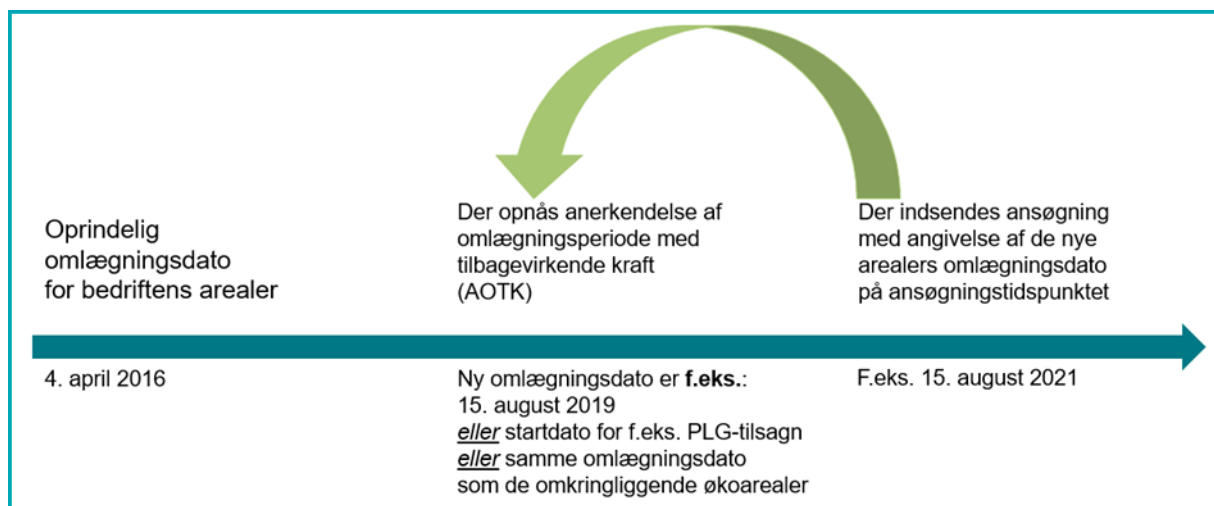 Oprindelig
omlægningsdato
for bedriftens arealer
Der opnås anerkendelse af
omlægningsperiode med
tilbagevirkende kraft
(AOTK)
Der indsendes ansøgning
med angivelse af de nye
arealers omlægningsdato
på ansøgningstidspunktet
4. april 2016
Ny omlægningsdato er f.eks.:
15. august 2019
eller startdato for f.eks. PLG-tilsagn
eller samme omlægningsdato
som de omkringliggende økoarealer
F.eks. 15. august 2021